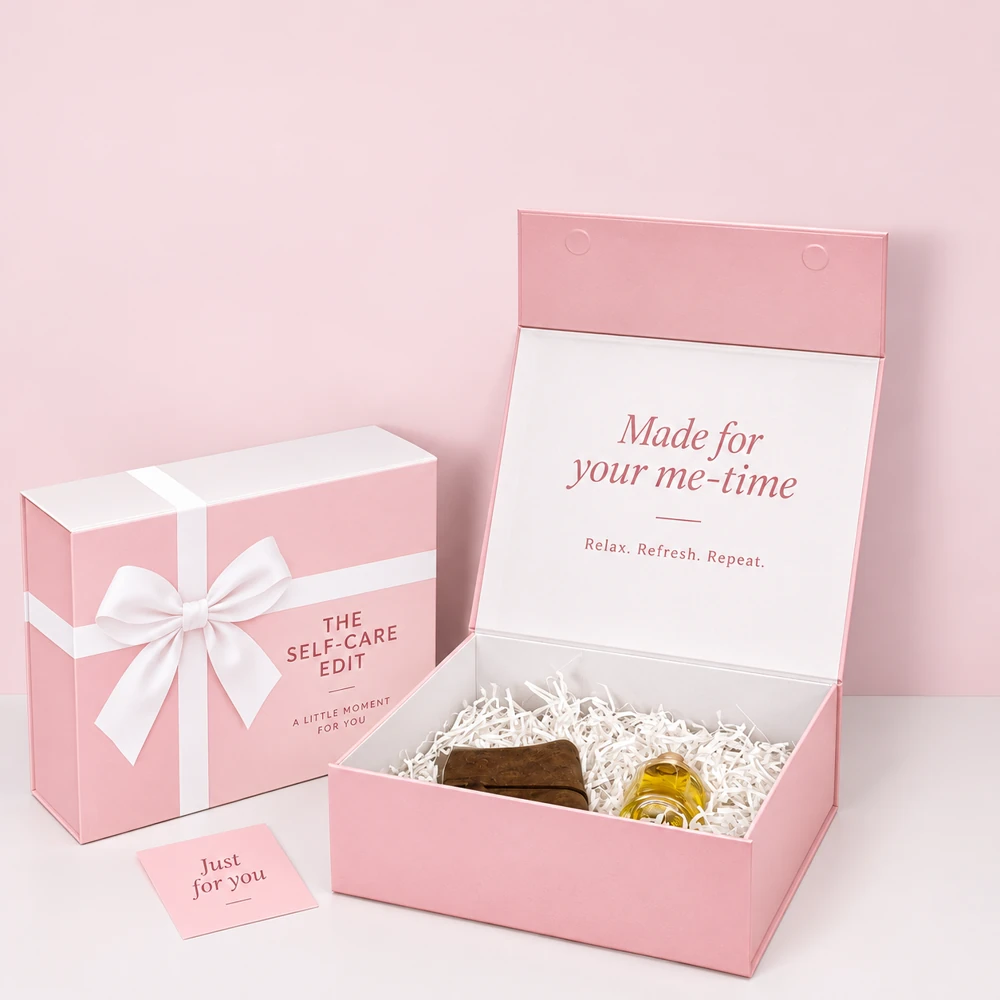 Made for
your me-time
Relax. Refresh. Repeat.
THE
SELF-CARE
EDIT
A LITTLE MOMENT
FOR YOU
Just
for you